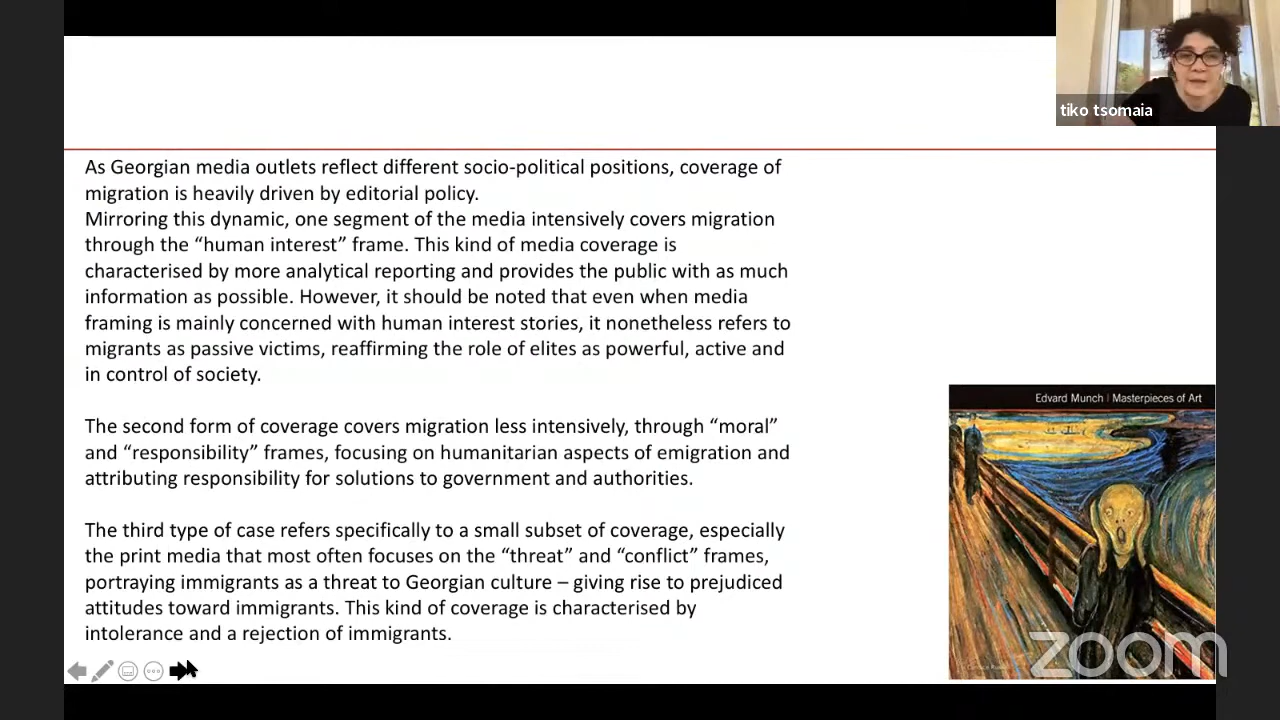 tiko tsomaia
As Georgian media outlets reflect different socio-political positions, coverage of
migration is heavily driven by editorial policy.
Mirroring this dynamic, one segment of the media intensively covers migration
through the “human interest” frame. This kind of media coverage is
characterised by more analytical reporting and provides the public with as much
information as possible. However, it should be noted that even when media
framing is mainly concerned with human interest stories, it nonetheless refers to
migrants as passive victims, reaffirming the role of elites as powerful, active and
in control of society.
The second form of coverage covers migration less intensively, through “moral”
and “responsibility” frames, focusing on humanitarian aspects of emigration and
attributing responsibility for solutions to government and authorities.
The third type of case refers specifically to a small subset of coverage, especially
the print media that most often focuses on the “threat” and “conflict” frames,
portraying immigrants as a threat to Georgian culture – giving rise to prejudiced
attitudes toward immigrants. This kind of coverage is characterised by
intolerance and a rejection of immigrants.
Edvard Munch | Masterpieces of Art
zoom